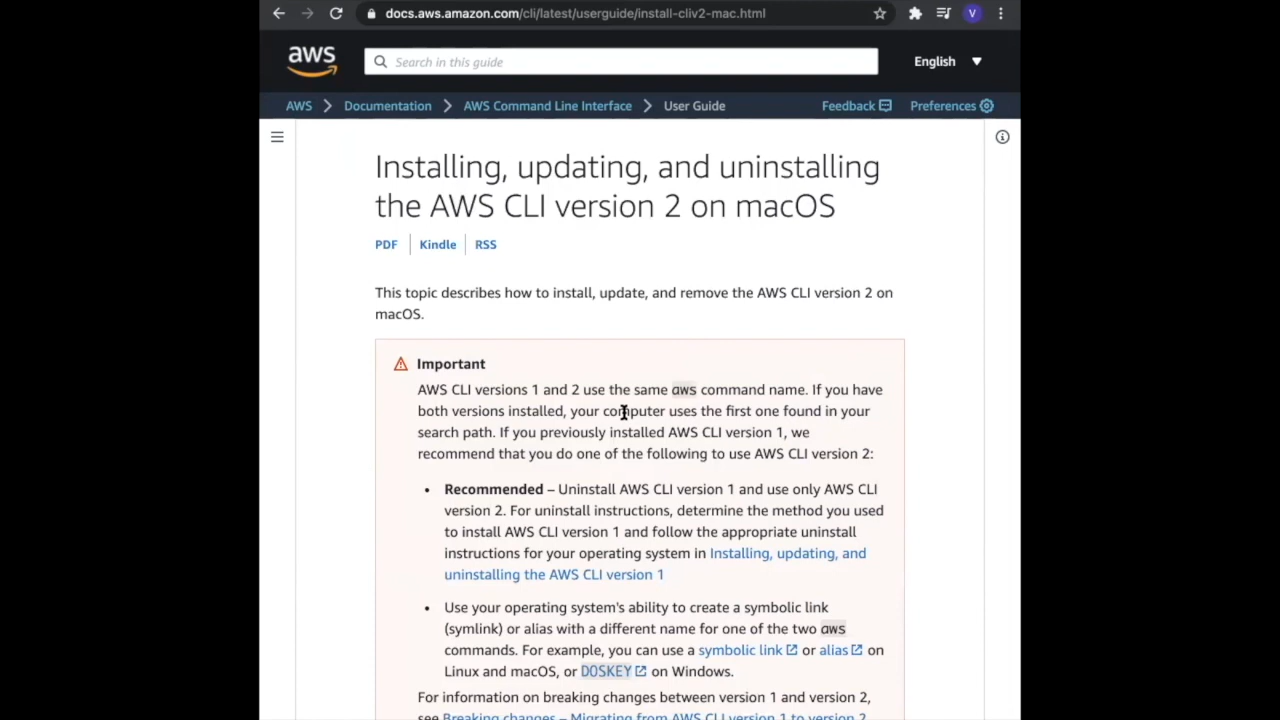 docs.aws.amazon.com/cli/latest/userguide/install-cliv2-mac.html
V
aws
Search in this guide
English
AWS
Documentation
AWS Command Line Interface
User Guide
Feedback
Preferences
Installing, updating, and uninstalling
the AWS CLI version 2 on macOS
PDF
Kindle
RSS
This topic describes how to install, update, and remove the AWS CLI version 2 on
macOS.
Important
AWS CLI versions 1 and 2 use the same aws command name. If you have
both versions installed, your computer uses the first one found in your
search path. If you previously installed AWS CLI version 1, we
recommend that you do one of the following to use AWS CLI version 2:
• Recommended – Uninstall AWS CLI version 1 and use only AWS CLI
version 2. For uninstall instructions, determine the method you used
to install AWS CLI version 1 and follow the appropriate uninstall
instructions for your operating system in Installing, updating, and
uninstalling the AWS CLI version 1
• Use your operating system's ability to create a symbolic link
(symlink) or alias with a different name for one of the two aws
commands. For example, you can use a symbolic link or alias on
Linux and macOS, or DOSKEY on Windows.
For information on breaking changes between version 1 and version 2,
see Breaking changes – Migrating from AWS CLI version 1 to version 2